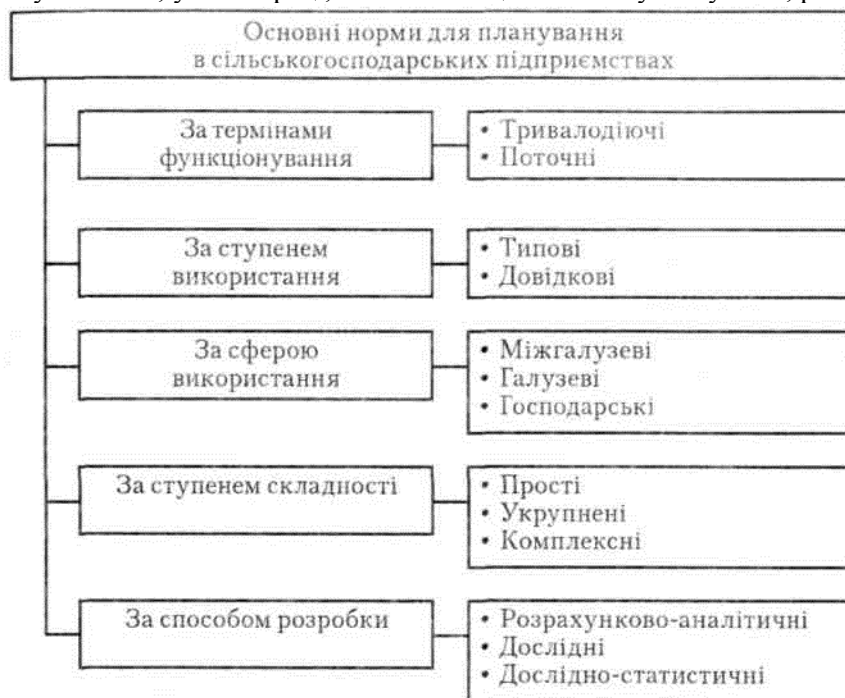 Основні норми для планування
в сільськогосподарських підприємствах
За термінами
функціонування
• Тривалодіючі
• Поточні
За ступенем
використання
• Типові
• Довідкові
За сферою
використання
• Міжгалузеві
• Галузеві
• Господарські
За ступенем складності
• Прості
• Укрупнені
• Комплексні
За способом розробки
• Розрахунково-аналітичні
• Дослідні
• Дослідно-статистичні